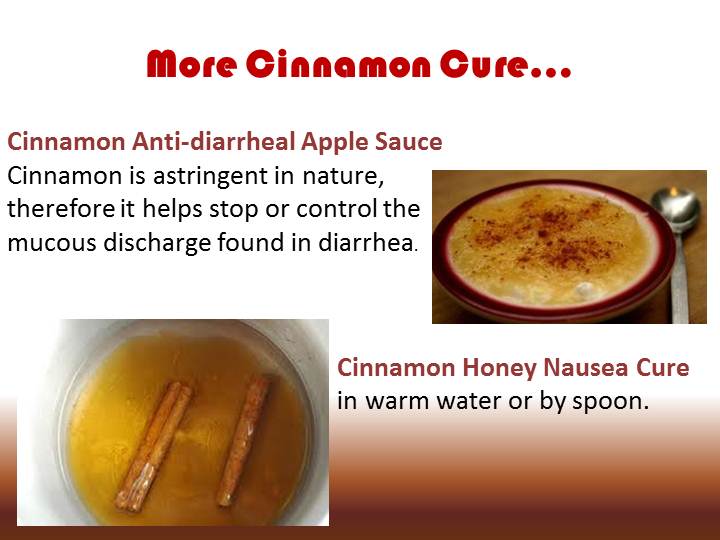 More Cinnamon Cure...
Cinnamon Anti-diarrheal Apple Sauce
Cinnamon is astringent in nature,
therefore it helps stop or control the
mucous discharge found in diarrhea.
Cinnamon Honey Nausea Cure
in warm water or by spoon.